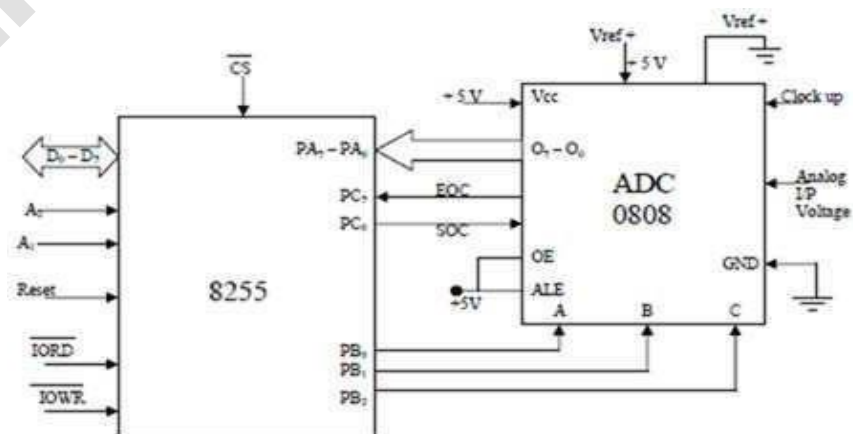 Vref +
Vref +
+ 5 V
CS
+ 5 V
Vcc
Clock up
D₀ – D₇
PA₇ – PA₀
O₇ – O₀
PC₇
EOC
ADC
0808
Analog
I/P
Voltage
PC₀
SOC
A₁
Reset
8255
OE
GND
+5V
ALE
A B C
IORD
PB₀
PB₁
IOWR
PB₂